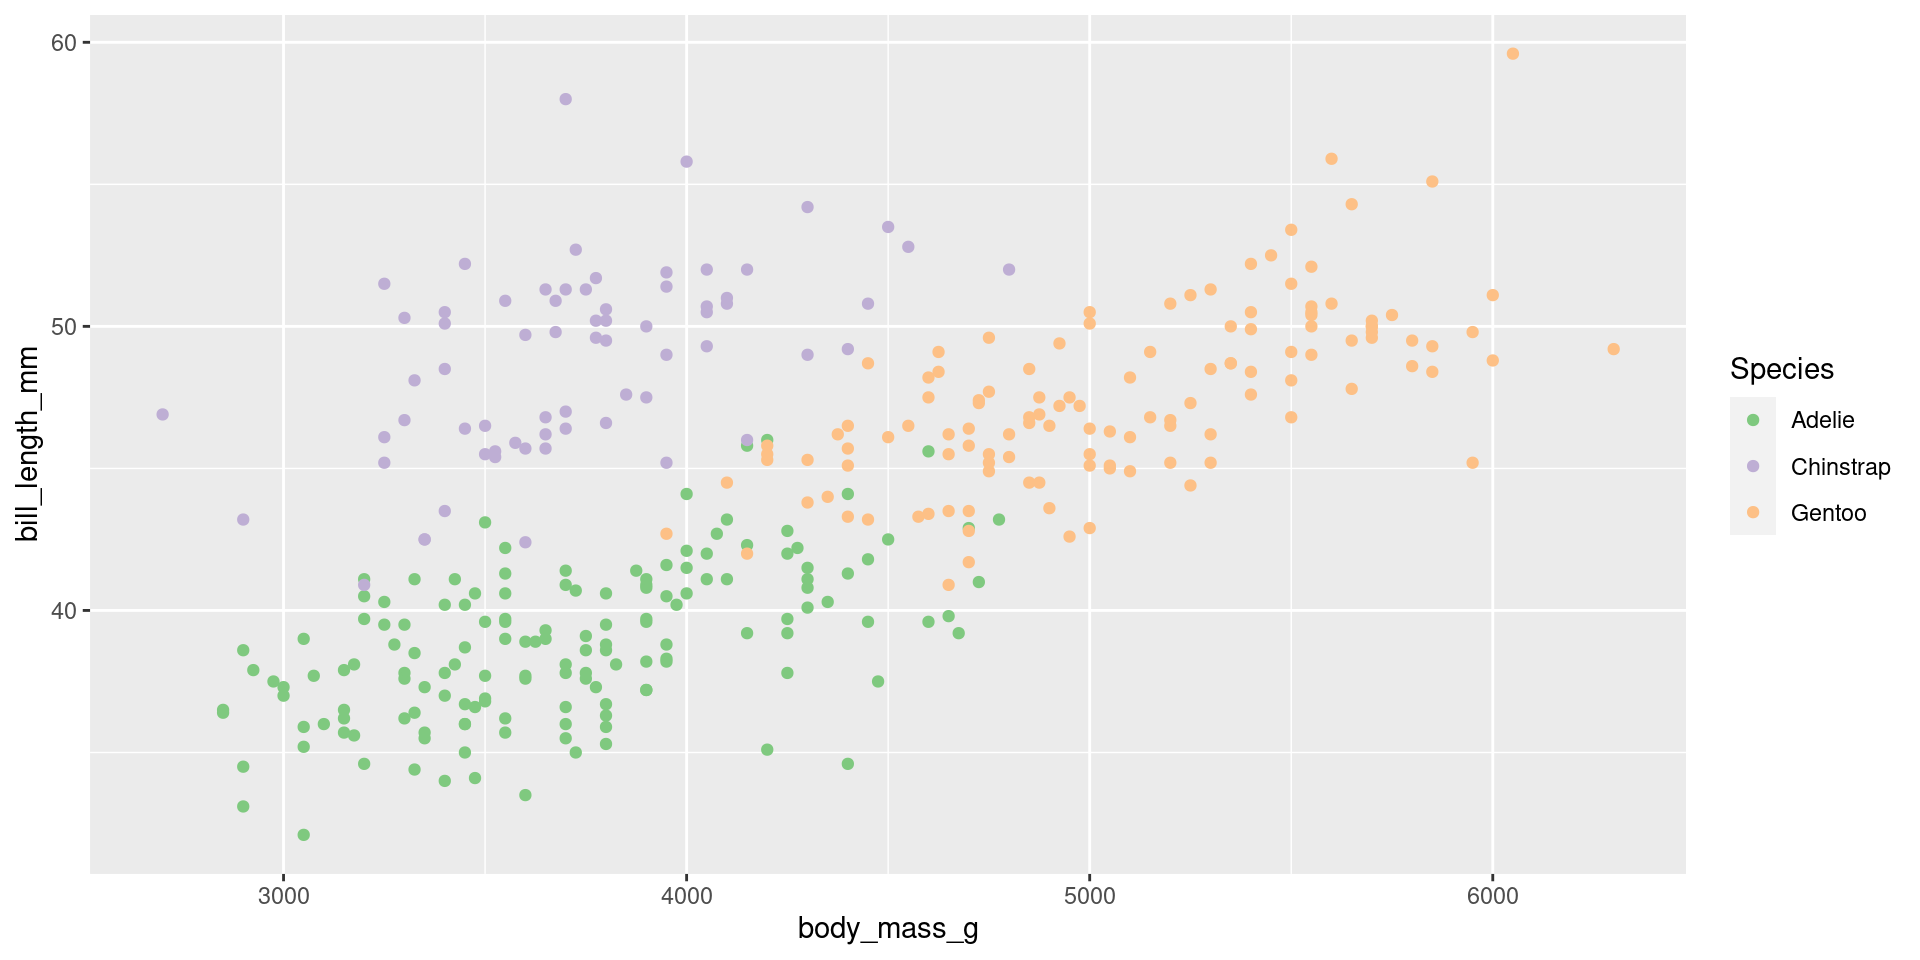 60
50
40
bill_length_mm
3000 4000 5000 6000
body_mass_g
Species
Adelie
Chinstrap
Gentoo